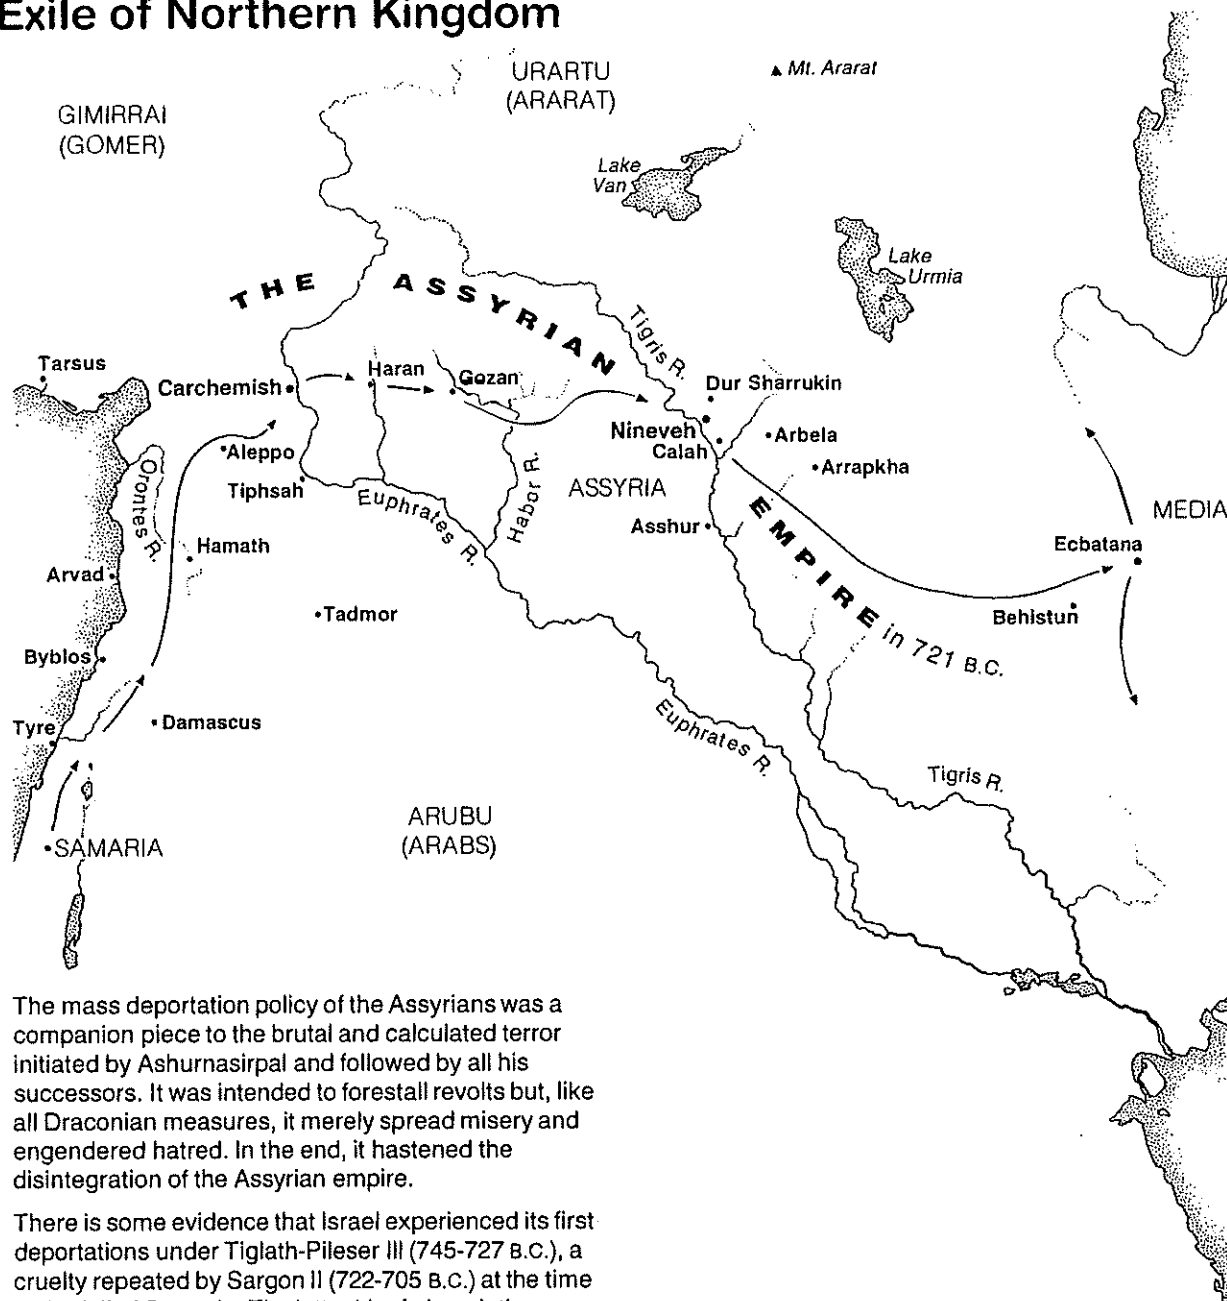 Exile of Northern Kingdom
URARTU
(ARARAT)
Mt. Ararat
GIMIRRAI
(GOMER)
Lake
Van
Lake
Urmia
THE ASSYRIAN
Tigris R.
Tarsus
Carchemish
Haran
Gozan
Dur Sharrukin
Nineveh
Calah
Arbela
Arrapkha
Aleppo
Tiphsah
Orontes R.
Euphrates R.
Habor R.
ASSYRIA
Asshur
EMPIRE in 721 B.C.
MEDIA
Ecbatana
Behistun
Hamath
Arvad
Tadmor
Byblos
Tyre
Damascus
Euphrates R.
Tigris R.
ARUBU
(ARABS)
SAMARIA
The mass deportation policy of the Assyrians was a
companion piece to the brutal and calculated terror
initiated by Ashurnasirpal and followed by all his
successors. It was intended to forestall revolts but, like
all Draconian measures, it merely spread misery and
engendered hatred. In the end, it hastened the
disintegration of the Assyrian empire.
There is some evidence that Israel experienced its first
deportations under Tiglath-Pileser III (745-727 B.C.), a
cruelty repeated by Sargon II (722-705 B.C.) at the time